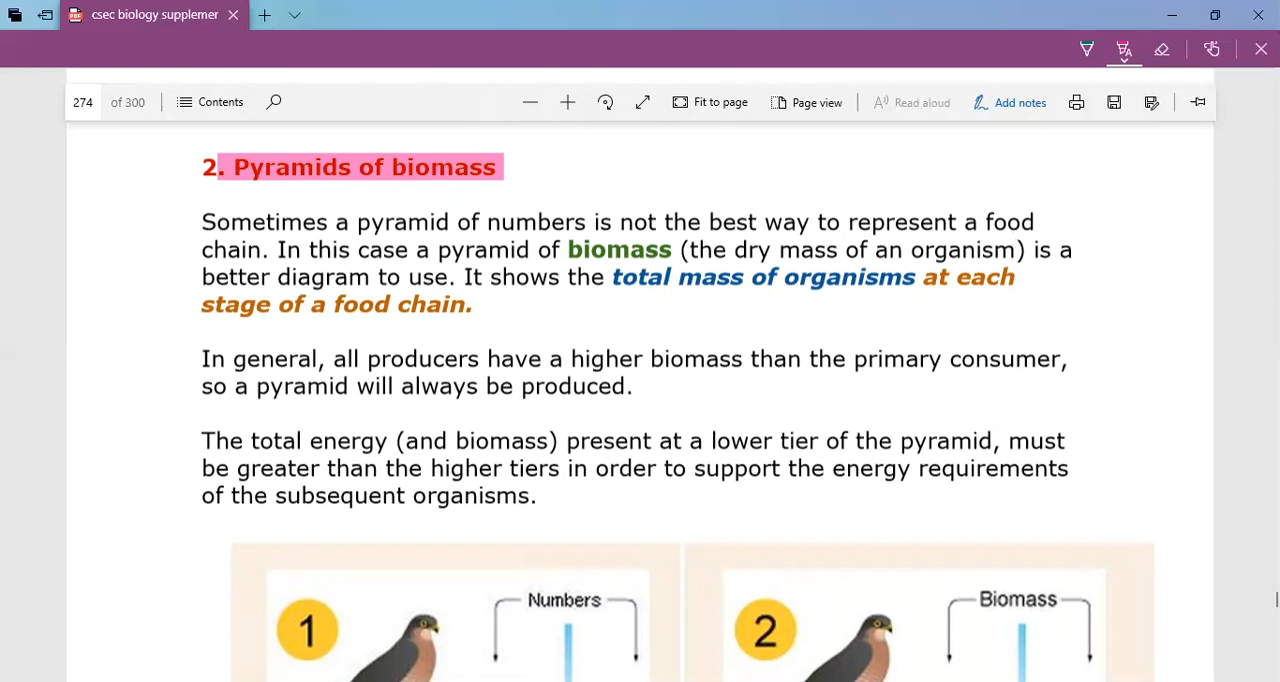 csec biology supplemer
274 of 300 Contents Fit to page Page view Read aloud Add notes
2. Pyramids of biomass
Sometimes a pyramid of numbers is not the best way to represent a food
chain. In this case a pyramid of biomass (the dry mass of an organism) is a
better diagram to use. It shows the total mass of organisms at each
stage of a food chain.
In general, all producers have a higher biomass than the primary consumer,
so a pyramid will always be produced.
The total energy (and biomass) present at a lower tier of the pyramid, must
be greater than the higher tiers in order to support the energy requirements
of the subsequent organisms.
1 Numbers
2 Biomass